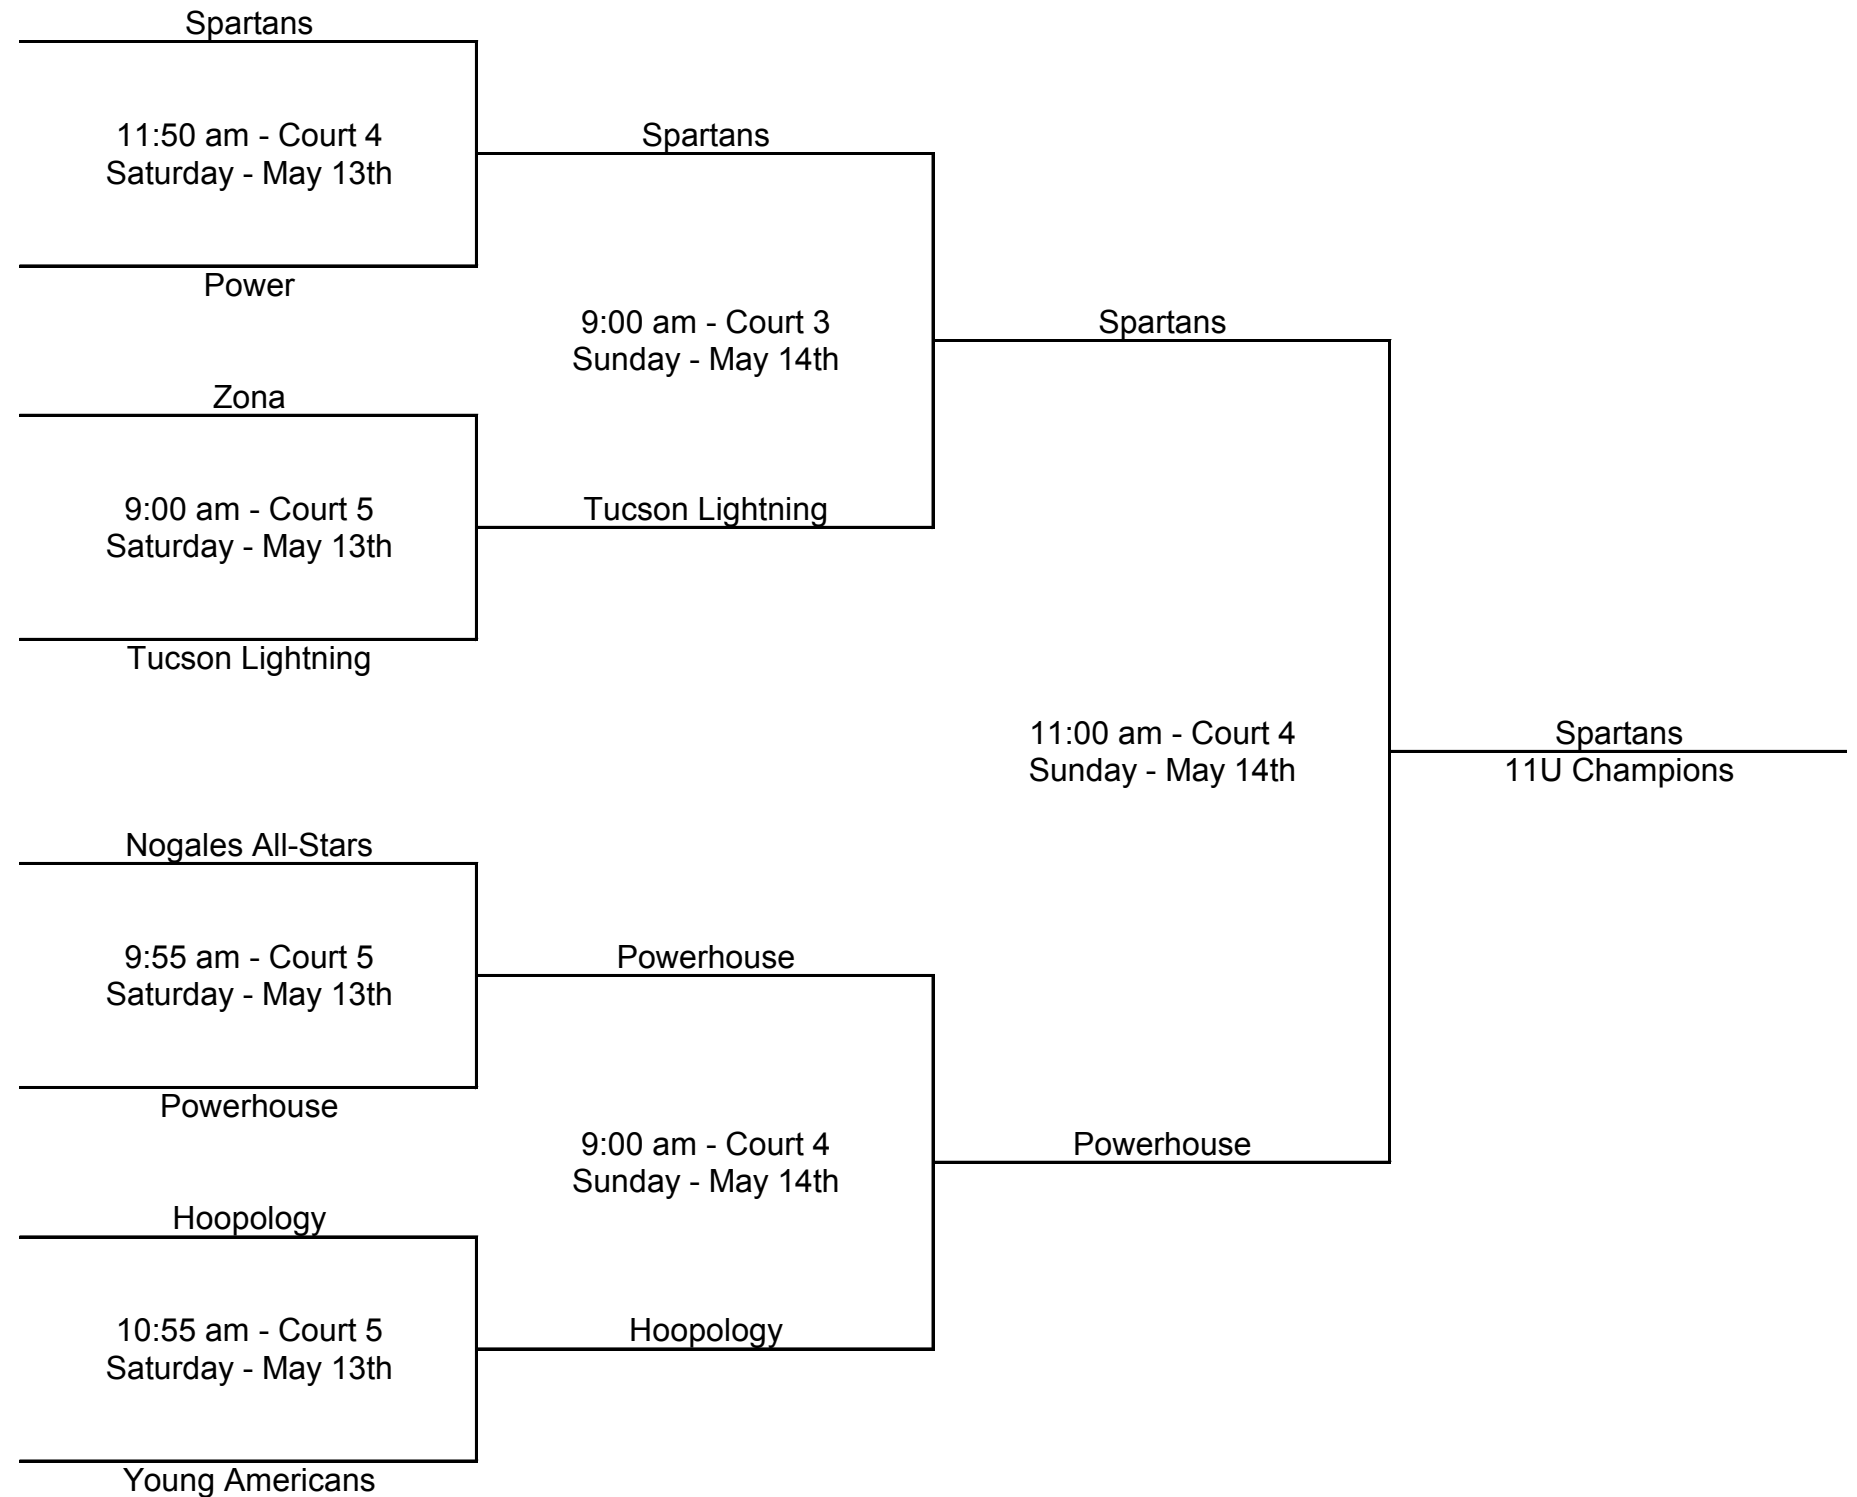 Spartans
11:50 am - Court 4
Saturday - May 13th
Spartans
Power
9:00 am - Court 3
Sunday - May 14th
Spartans
Zona
9:00 am - Court 5
Saturday - May 13th
Tucson Lightning
Tucson Lightning
11:00 am - Court 4
Sunday - May 14th
Spartans
11U Champions
Nogales All-Stars
9:55 am - Court 5
Saturday - May 13th
Powerhouse
Powerhouse
9:00 am - Court 4
Sunday - May 14th
Powerhouse
Hoopology
10:55 am - Court 5
Saturday - May 13th
Hoopology
Young Americans